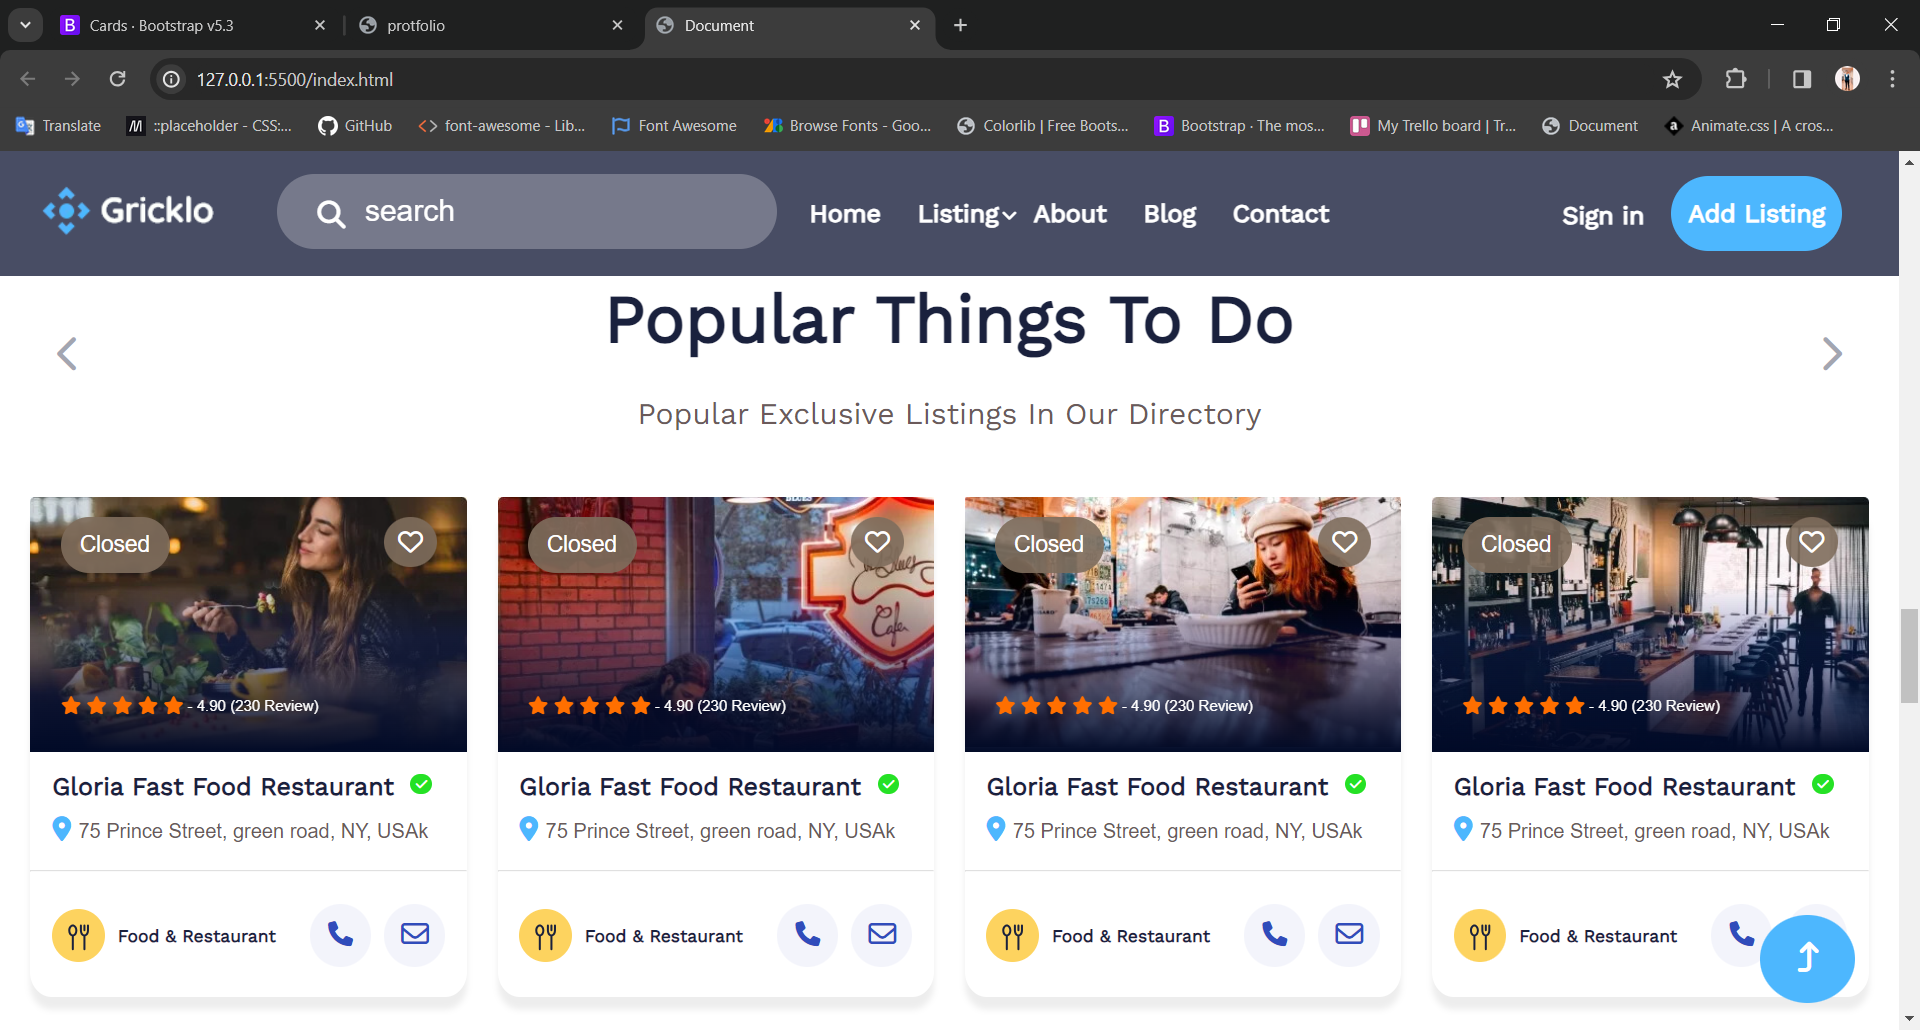 Cards · Bootstrap v5.3
protfolio
Document
127.0.0.1:5500/index.html
Translate
::placeholder - CSS:...
GitHub
font-awesome - Lib...
Font Awesome
Browse Fonts - Goo...
Colorlib | Free Boots...
Bootstrap · The mos...
My Trello board | Tr...
Document
Animate.css | A cros...
Gricklo
search
Home
Listing
About
Blog
Contact
Sign in
Add Listing
Popular Things To Do
Popular Exclusive Listings In Our Directory
Closed
- 4.90 (230 Review)
Gloria Fast Food Restaurant
75 Prince Street, green road, NY, USAk
Food & Restaurant
Closed
Cafe
- 4.90 (230 Review)
Gloria Fast Food Restaurant
75 Prince Street, green road, NY, USAk
Food & Restaurant
Closed
- 4.90 (230 Review)
Gloria Fast Food Restaurant
75 Prince Street, green road, NY, USAk
Food & Restaurant
Closed
- 4.90 (230 Review)
Gloria Fast Food Restaurant
75 Prince Street, green road, NY, USAk
Food & Restaurant